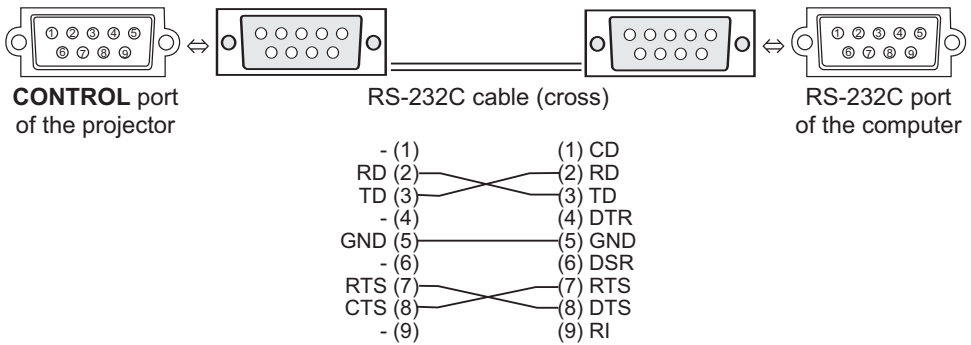 ① ② ③ ④ ⑤ ① ② ③ ④ ⑤
⑥ ⑦ ⑧ ⑨ ⇔ ⇔ ⑥ ⑦ ⑧ ⑨
CONTROL port RS-232C cable (cross) RS-232C port
of the projector of the computer
- (1) (1) CD
RD (2) (2) RD
TD (3) (3) TD
- (4) (4) DTR
GND (5) (5) GND
- (6) (6) DSR
RTS (7) (7) RTS
CTS (8) (8) DTS
- (9) (9) RI